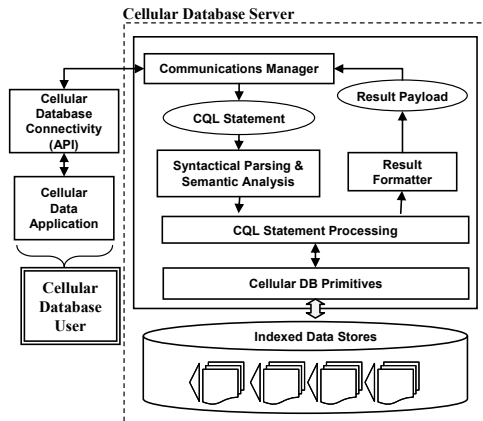 Cellular Database Server
Communications Manager
Cellular
Database
Connectivity
(API)
Result Payload
CQL Statement
Syntactical Parsing &
Semantic Analysis
Result
Formatter
Cellular
Data
Application
CQL Statement Processing
Cellular
Database
User
Cellular DB Primitives
Indexed Data Stores